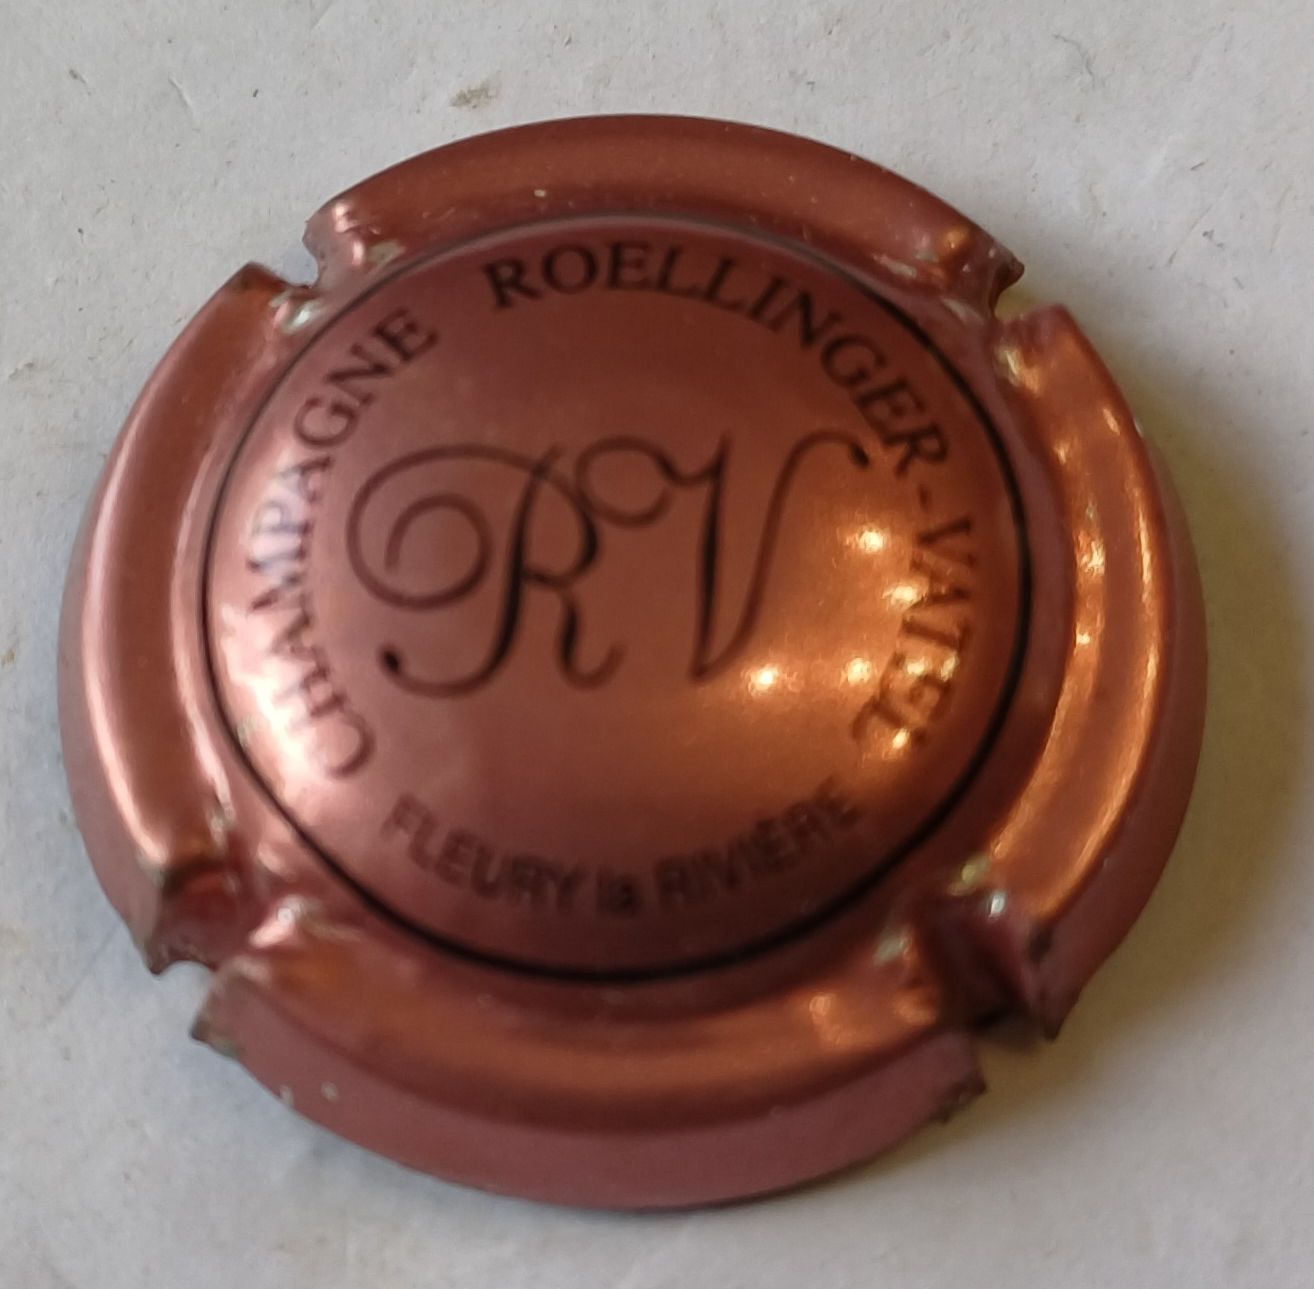 CHAMPAGNE ROELLINGER-VATEL
RV
FLEURY la RIVIÈRE